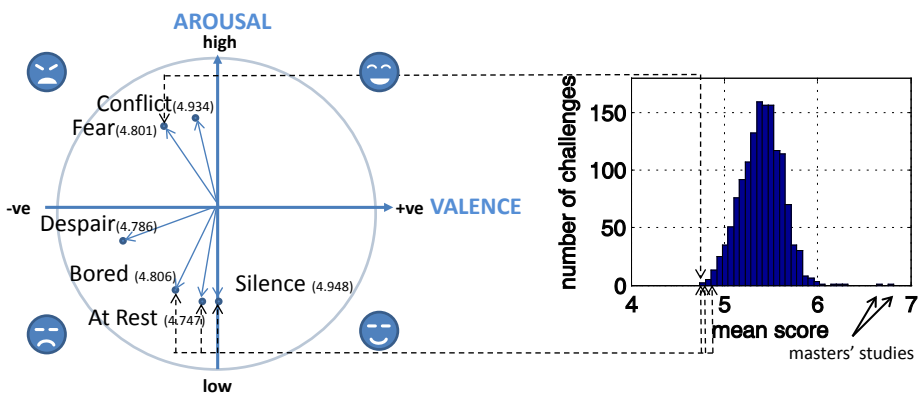 AROUSAL
high
Conflict(4.934)
Fear(4.801)
-ve
+ve VALENCE
Despair(4.786)
Bored (4.806)
Silence (4.948)
At Rest (4.747)
low
number of challenges
150
100
50
0
4 5 6 7
mean score
masters' studies